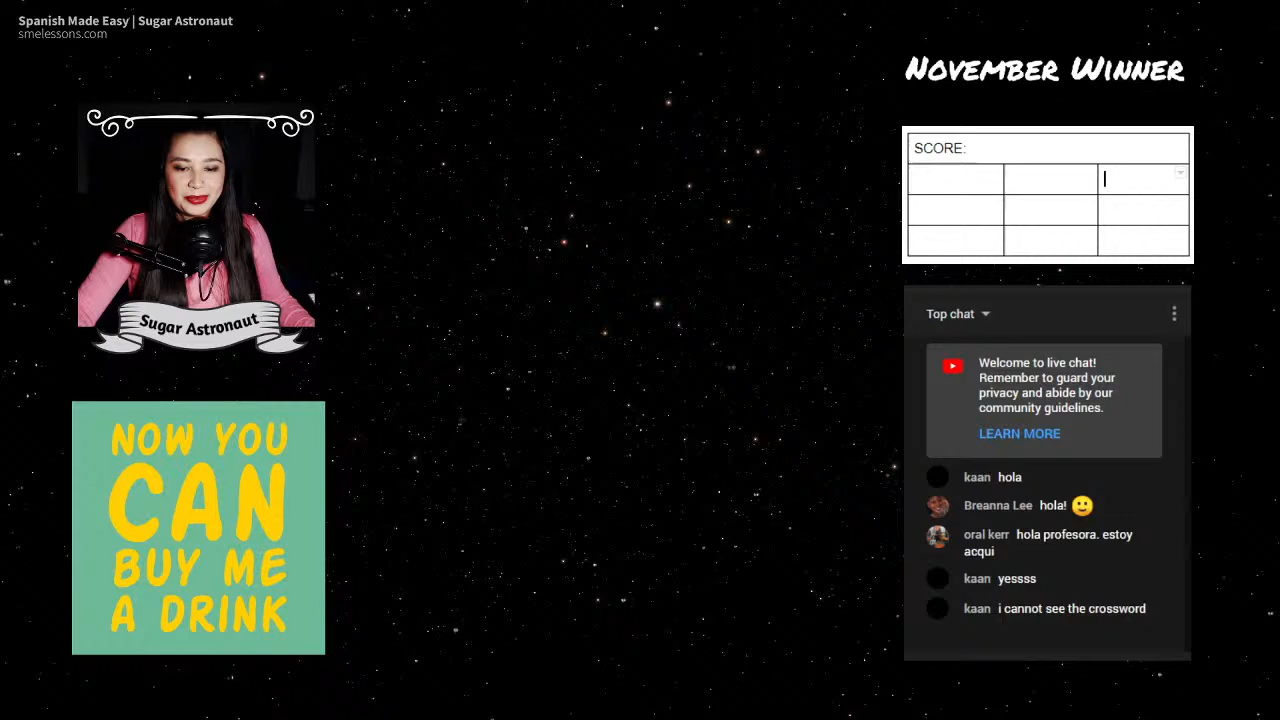 Spanish Made Easy | Sugar Astronaut
smelessons.com
Sugar Astronaut
NOW YOU
CAN
BUY ME
A DRINK
November Winner
SCORE:
Top chat
Welcome to live chat!
Remember to guard your
privacy and abide by our
community guidelines.
LEARN MORE
kaan hola
Breanna Lee hola!
oral kerr hola profesora. estoy
acqui
kaan yessss
kaan i cannot see the crossword